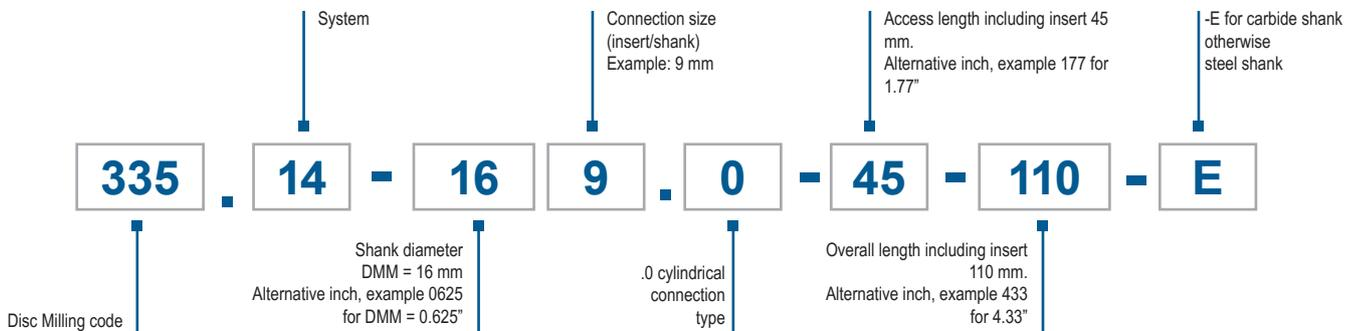 System
Connection size
(insert/shank)
Example: 9 mm
Access length including insert 45
mm.
Alternative inch, example 177 for
1.77”
-E for carbide shank
otherwise
steel shank
335 . 14 - 16 9 . 0 - 45 - 110 - E
Disc Milling code
Shank diameter
DMM = 16 mm
Alternative inch, example 0625
for DMM = 0.625”
.0 cylindrical
connection
type
Overall length including insert
110 mm.
Alternative inch, example 433
for 4.33”